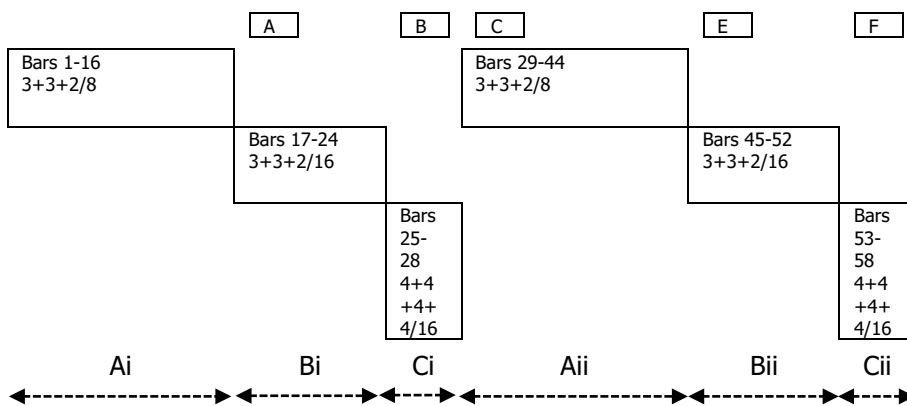 A
B
C
E
F
Bars 1-16
3+3+2/8
Bars 29-44
3+3+2/8
Bars 17-24
3+3+2/16
Bars 45-52
3+3+2/16
Bars
25-
28
4+4
+4+
4/16
Bars
53-
58
4+4
+4+
4/16
Ai
Bi
Ci
Aii
Bii
Cii